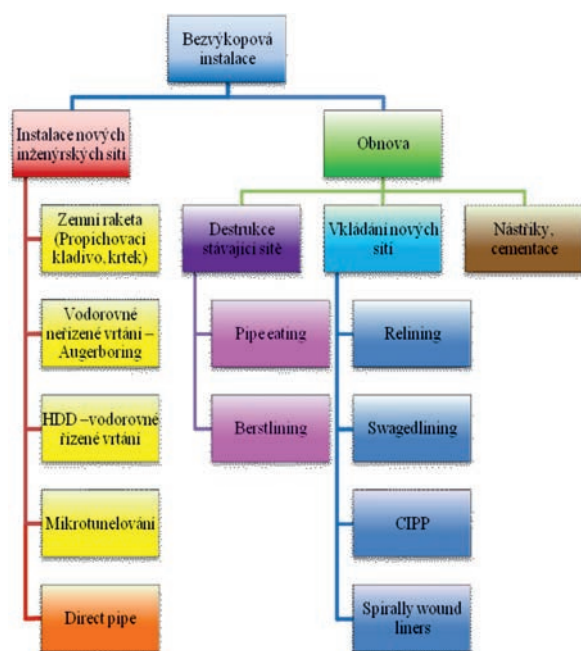 Bezvýkopová
instalace
Instalace nových
inženýrských sítí
Zemní raketa
(Propichovací
kladivo, krtek)
Vodorovné
neřízené vrtání –
Augerboring
HDD – vodorovné
řízené vrtání
Mikrotunelování
Direct pipe
Obnova
Destrukce
stávající sítě
Pipe eating
Berstlining
Vkládání nových
sítí
Relining
Swagedlining
CIPP
Spirally wound
liners
Nástřiky,
cementace